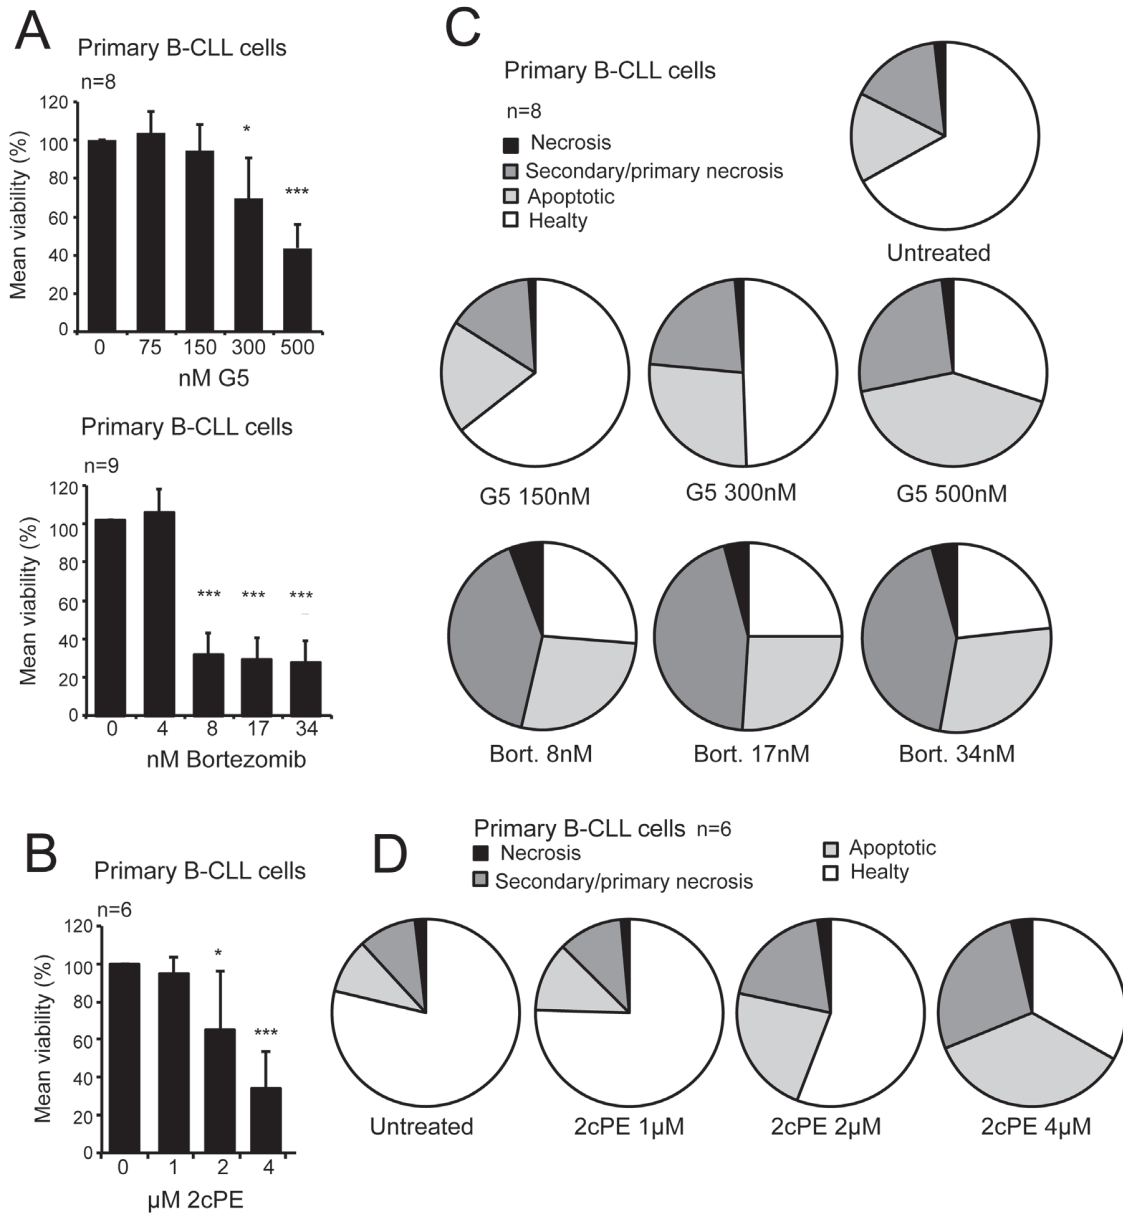 A
Primary B-CLL cells
n=8
120
100
80
60
40
20
0
Mean viability (%)
*
***
0 75 150 300 500
nM G5
Primary B-CLL cells
n=9
120
100
80
60
40
20
0
Mean viability (%)
*** *** ***
0 4 8 17 34
nM Bortezomib
B
Primary B-CLL cells
n=6
120
100
80
60
40
20
0
Mean viability (%)
*
***
0 1 2 4
µM 2cPE
C
Primary B-CLL cells
n=8
Necrosis
Secondary/primary necrosis
Apoptotic
Healty
Untreated
G5 150nM G5 300nM G5 500nM
Bort. 8nM Bort. 17nM Bort. 34nM
D
Primary B-CLL cells n=6
Necrosis
Secondary/primary necrosis
Apoptotic
Healty
Untreated 2cPE 1µM 2cPE 2µM 2cPE 4µM